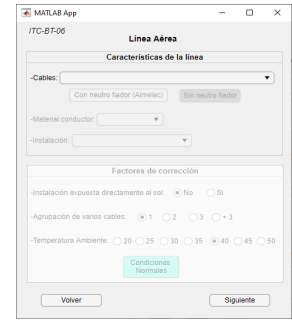 MATLAB App
ITC-BT-06
Línea Aérea
Características de la línea
-Cables:
Con neutro fiador (Almelec) Sin neutro fiador
-Material conductor:
-Instalación:
Factores de corrección
-Instalación expuesta directamente al sol: No Si
-Agrupación de varios cables: 1 2 3 + 3
-Temperatura Ambiente: 20 25 30 35 40 45 50
Condiciones
Normales
Volver Siguiente